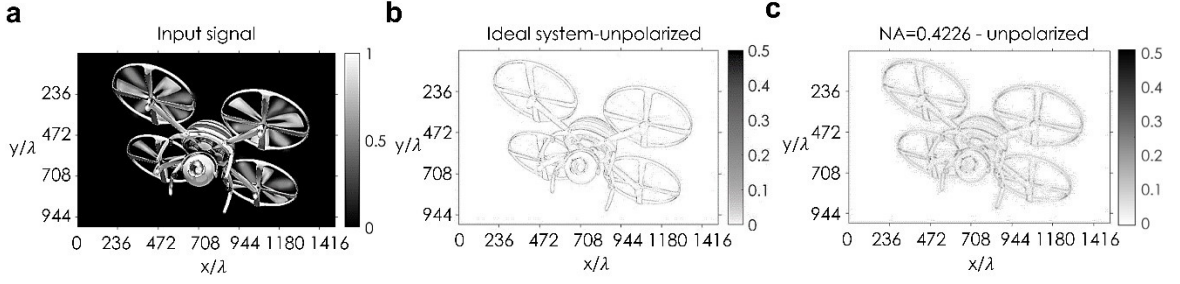 a
Input signal
1
0.5
0
236
472
708
944
y/λ
0 236 472 708 944 1180 1416
x/λ
b
Ideal system-unpolarized
0.5
0.4
0.3
0.2
0.1
0
236
472
708
944
y/λ
0 236 472 708 944 1180 1416
x/λ
c
NA=0.4226 - unpolarized
0.5
0.4
0.3
0.2
0.1
0
236
472
708
944
y/λ
0 236 472 708 944 1180 1416
x/λ